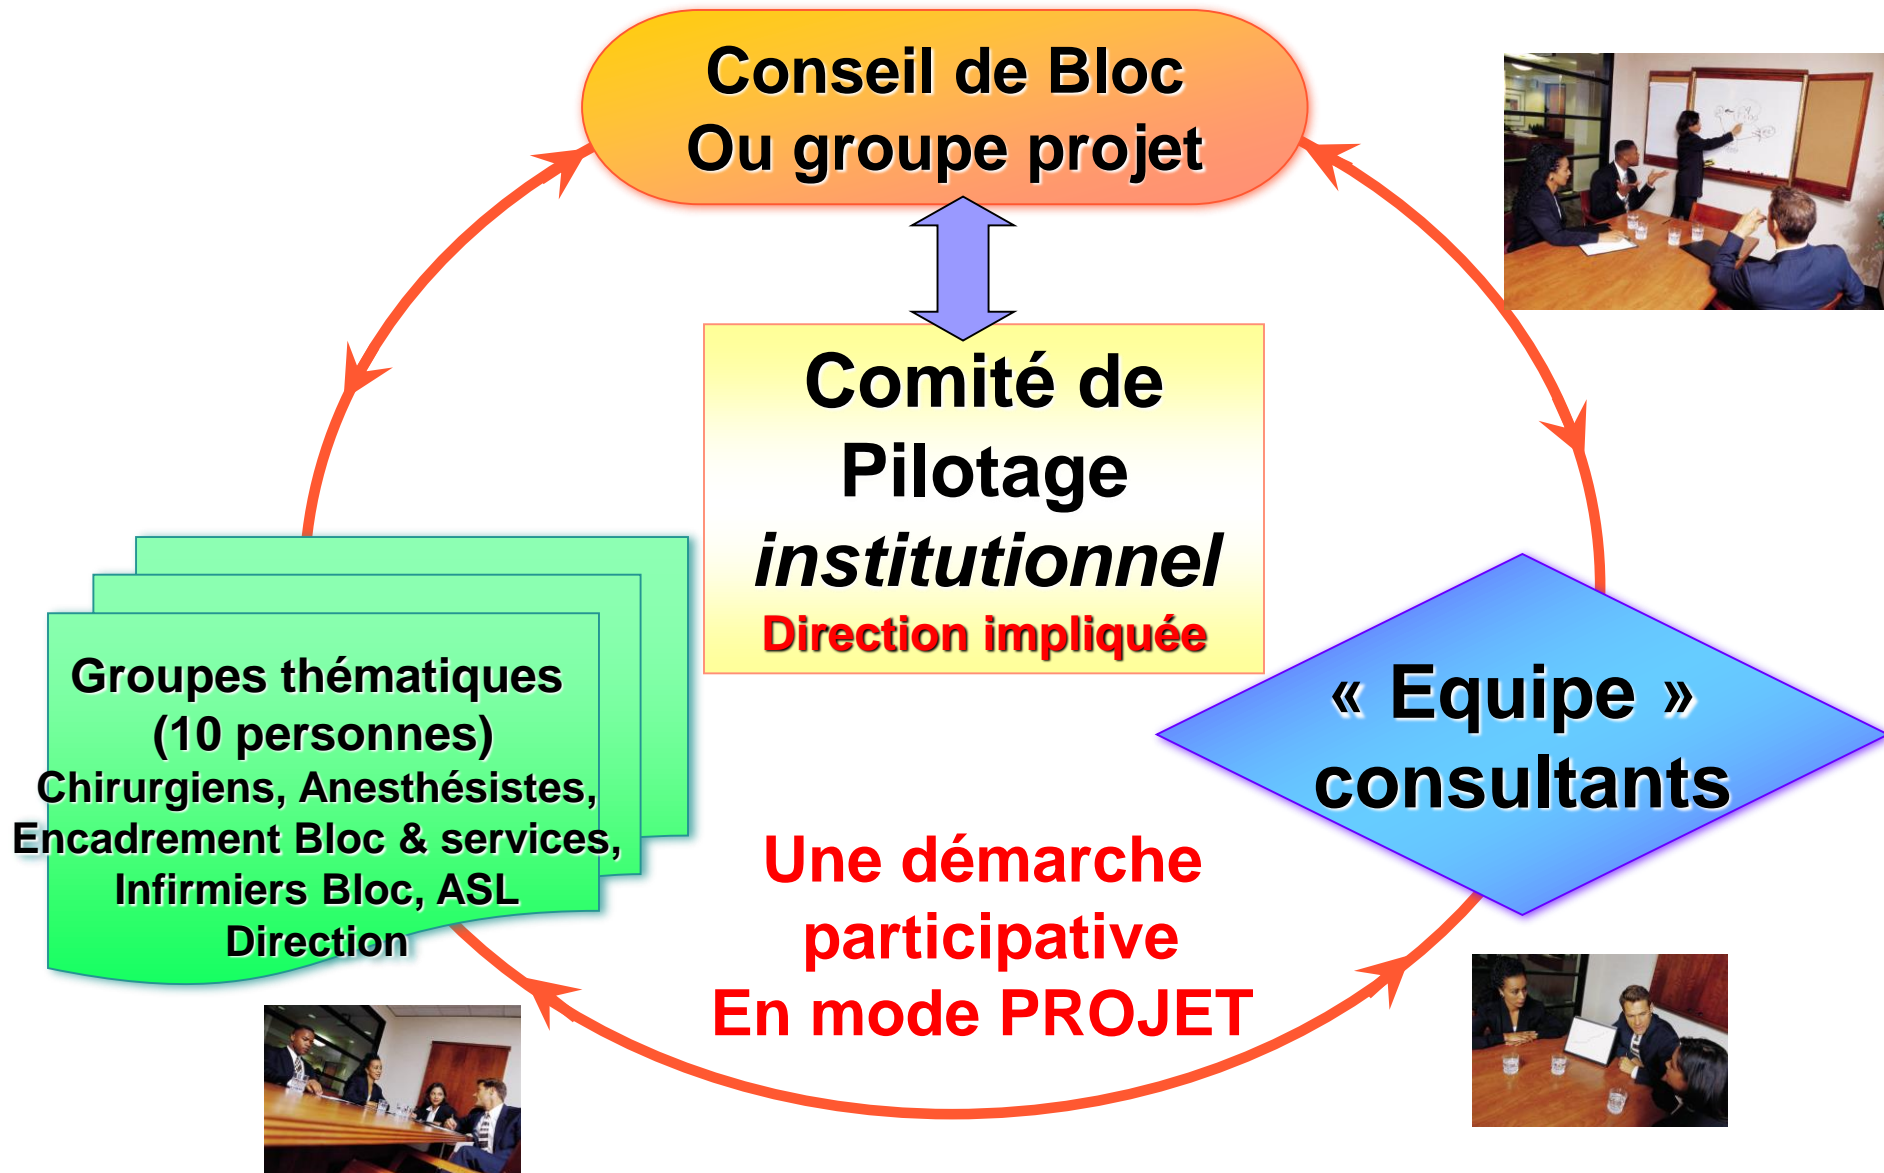 Conseil de Bloc
Ou groupe projet
Comité de
Pilotage
institutionnel
Direction impliquée
Groupes thématiques
(10 personnes)
Chirurgiens, Anesthésistes,
Encadrement Bloc & services,
Infirmiers Bloc, ASL
Direction
« Equipe »
consultants
Une démarche
participative
En mode PROJET